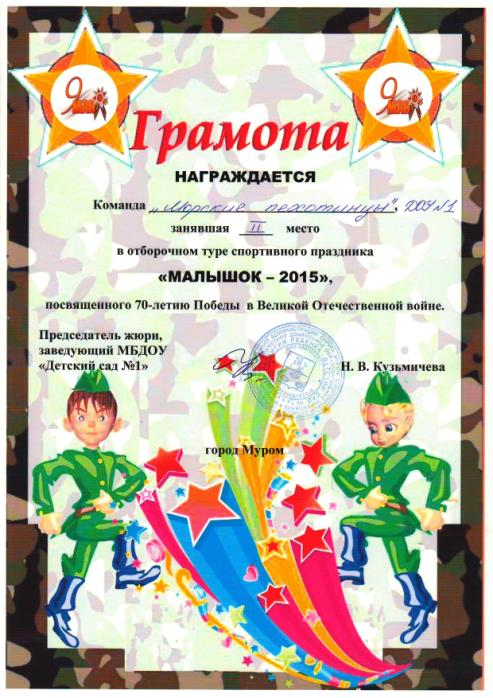 9 МАЯ
9 МАЯ
Грамота
НАГРАЖДАЕТСЯ
Команда „Морские пехотинцы", ДОУ №1
занявшая II место
в отборочном туре спортивного праздника
«МАЛЫШОК – 2015»,
посвященного 70-летию Победы в Великой Отечественной войне.
Председатель жюри,
заведующий МБДОУ
«Детский сад №1» Н. В. Кузьмичева
город Муром